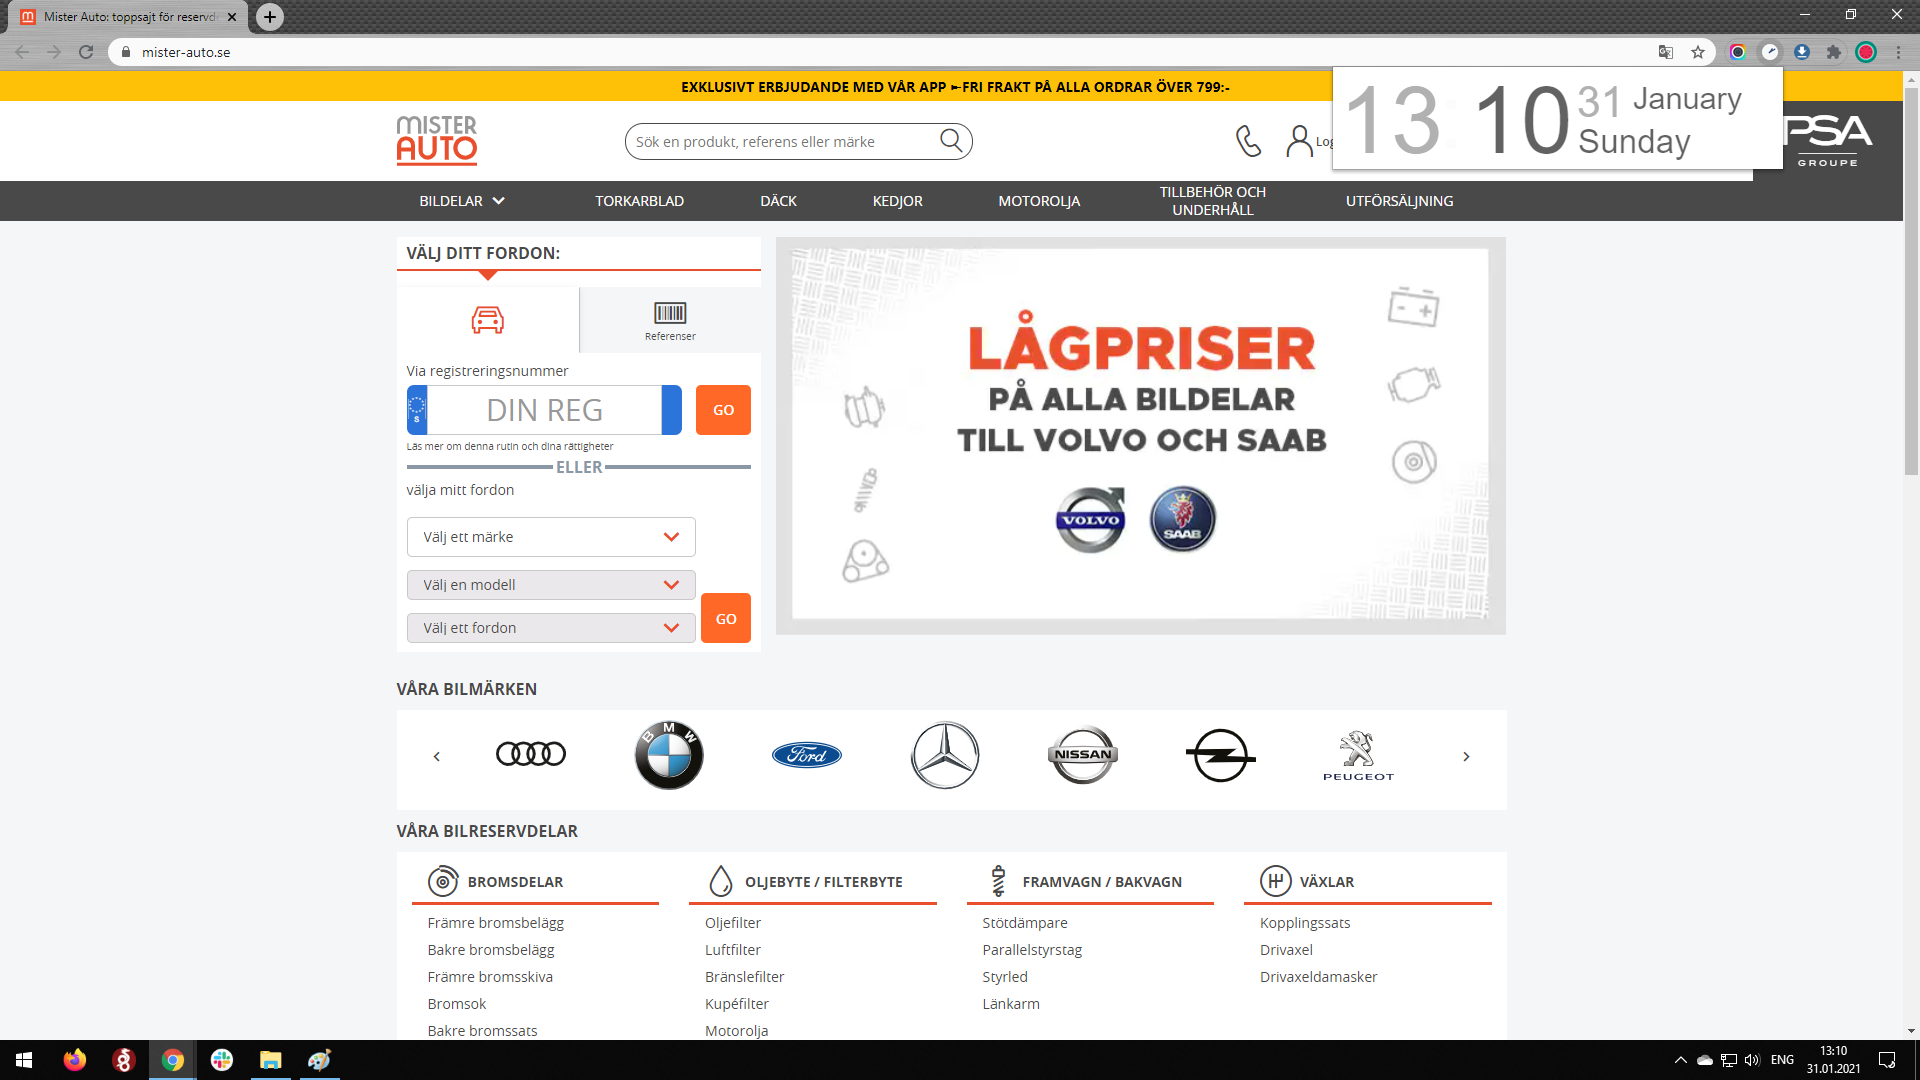 Mister Auto: toppsajt för reservd
mister-auto.se
EXKLUSIVT ERBJUDANDE MED VÅR APP ►FRI FRAKT PÅ ALLA ORDRAR ÖVER 799:-
13 10 31 January
Sunday
MISTER
AUTO
Sök en produkt, referens eller märke
Log
PSA
GROUPE
BILDELAR
TORKARBLAD
DÄCK
KEDJOR
MOTOROLJA
TILLBEHÖR OCH
UNDERHÅLL
UTFÖRSÄLJNING
VÄLJ DITT FORDON:
Referenser
Via registreringsnummer
S
DIN REG
GO
Läs mer om denna rutin och dina rättigheter
ELLER
välja mitt fordon
Välj ett märke
Välj en modell
Välj ett fordon
GO
LÅGPRISER
PÅ ALLA BILDELAR
TILL VOLVO OCH SAAB
VOLVO
SAAB
VÅRA BILMÄRKEN
BMW
Ford
NISSAN
PEUGEOT
VÅRA BILRESERVDELAR
BROMSDELAR
Främre bromsbelägg
Bakre bromsbelägg
Främre bromsskiva
Bromsok
Bakre bromssats
OLJEBYTE / FILTERBYTE
Oljefilter
Luftfilter
Bränslefilter
Kupéfilter
Motorolja
FRAMVAGN / BAKVAGN
Stötdämpare
Parallelstyrstag
Styrled
Länkarm
VÄXLAR
Kopplingssats
Drivaxel
Drivaxeldamasker
ENG
13:10
31.01.2021